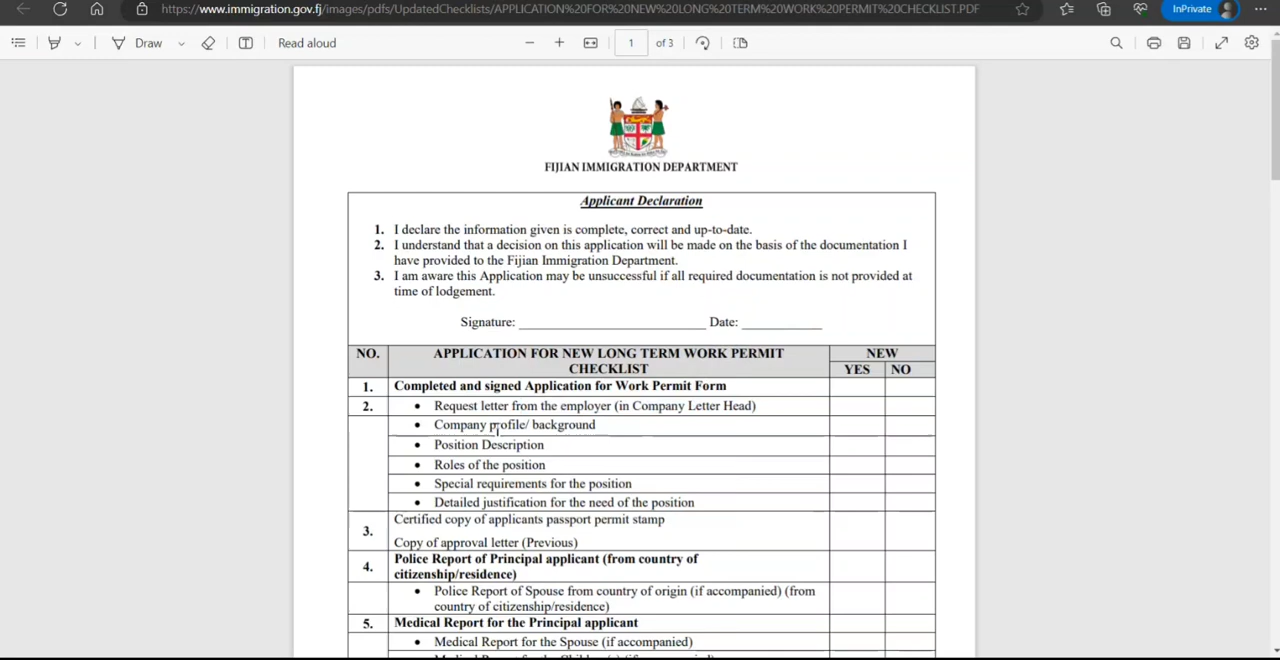 https://www.immigration.gov.fj/images/pdfs/UpdatedChecklists/APPLICATION%20FOR%20NEW%20LONG%20TERM%20WORK%20PERMIT%20CHECKLIST.PDF
InPrivate
Draw
Read aloud
1 of 3
FIJIAN IMMIGRATION DEPARTMENT
Applicant Declaration
1. I declare the information given is complete, correct and up-to-date.
2. I understand that a decision on this application will be made on the basis of the documentation I
have provided to the Fijian Immigration Department.
3. I am aware this Application may be unsuccessful if all required documentation is not provided at
time of lodgement.
Signature: ____________________________ Date: ____________
NO. APPLICATION FOR NEW LONG TERM WORK PERMIT NEW
CHECKLIST YES NO
1. Completed and signed Application for Work Permit Form
2. • Request letter from the employer (in Company Letter Head)
• Company profile/ background
• Position Description
• Roles of the position
• Special requirements for the position
• Detailed justification for the need of the position
3. Certified copy of applicants passport permit stamp
Copy of approval letter (Previous)
4. Police Report of Principal applicant (from country of
citizenship/residence)
• Police Report of Spouse from country of origin (if accompanied) (from
country of citizenship/residence)
5. Medical Report for the Principal applicant
• Medical Report for the Spouse (if accompanied)